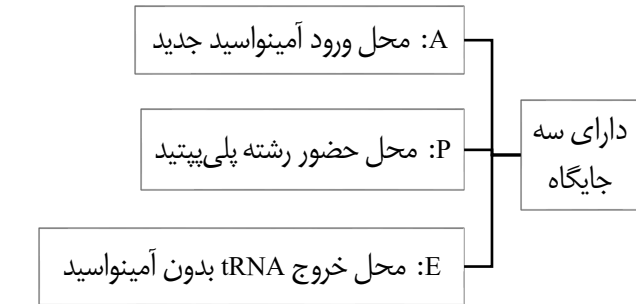 دارای سه
جایگاه
A: محل ورود آمینواسید جدید
P: محل حضور رشته پلی‌پپتید
E: محل خروج tRNA بدون آمینواسید